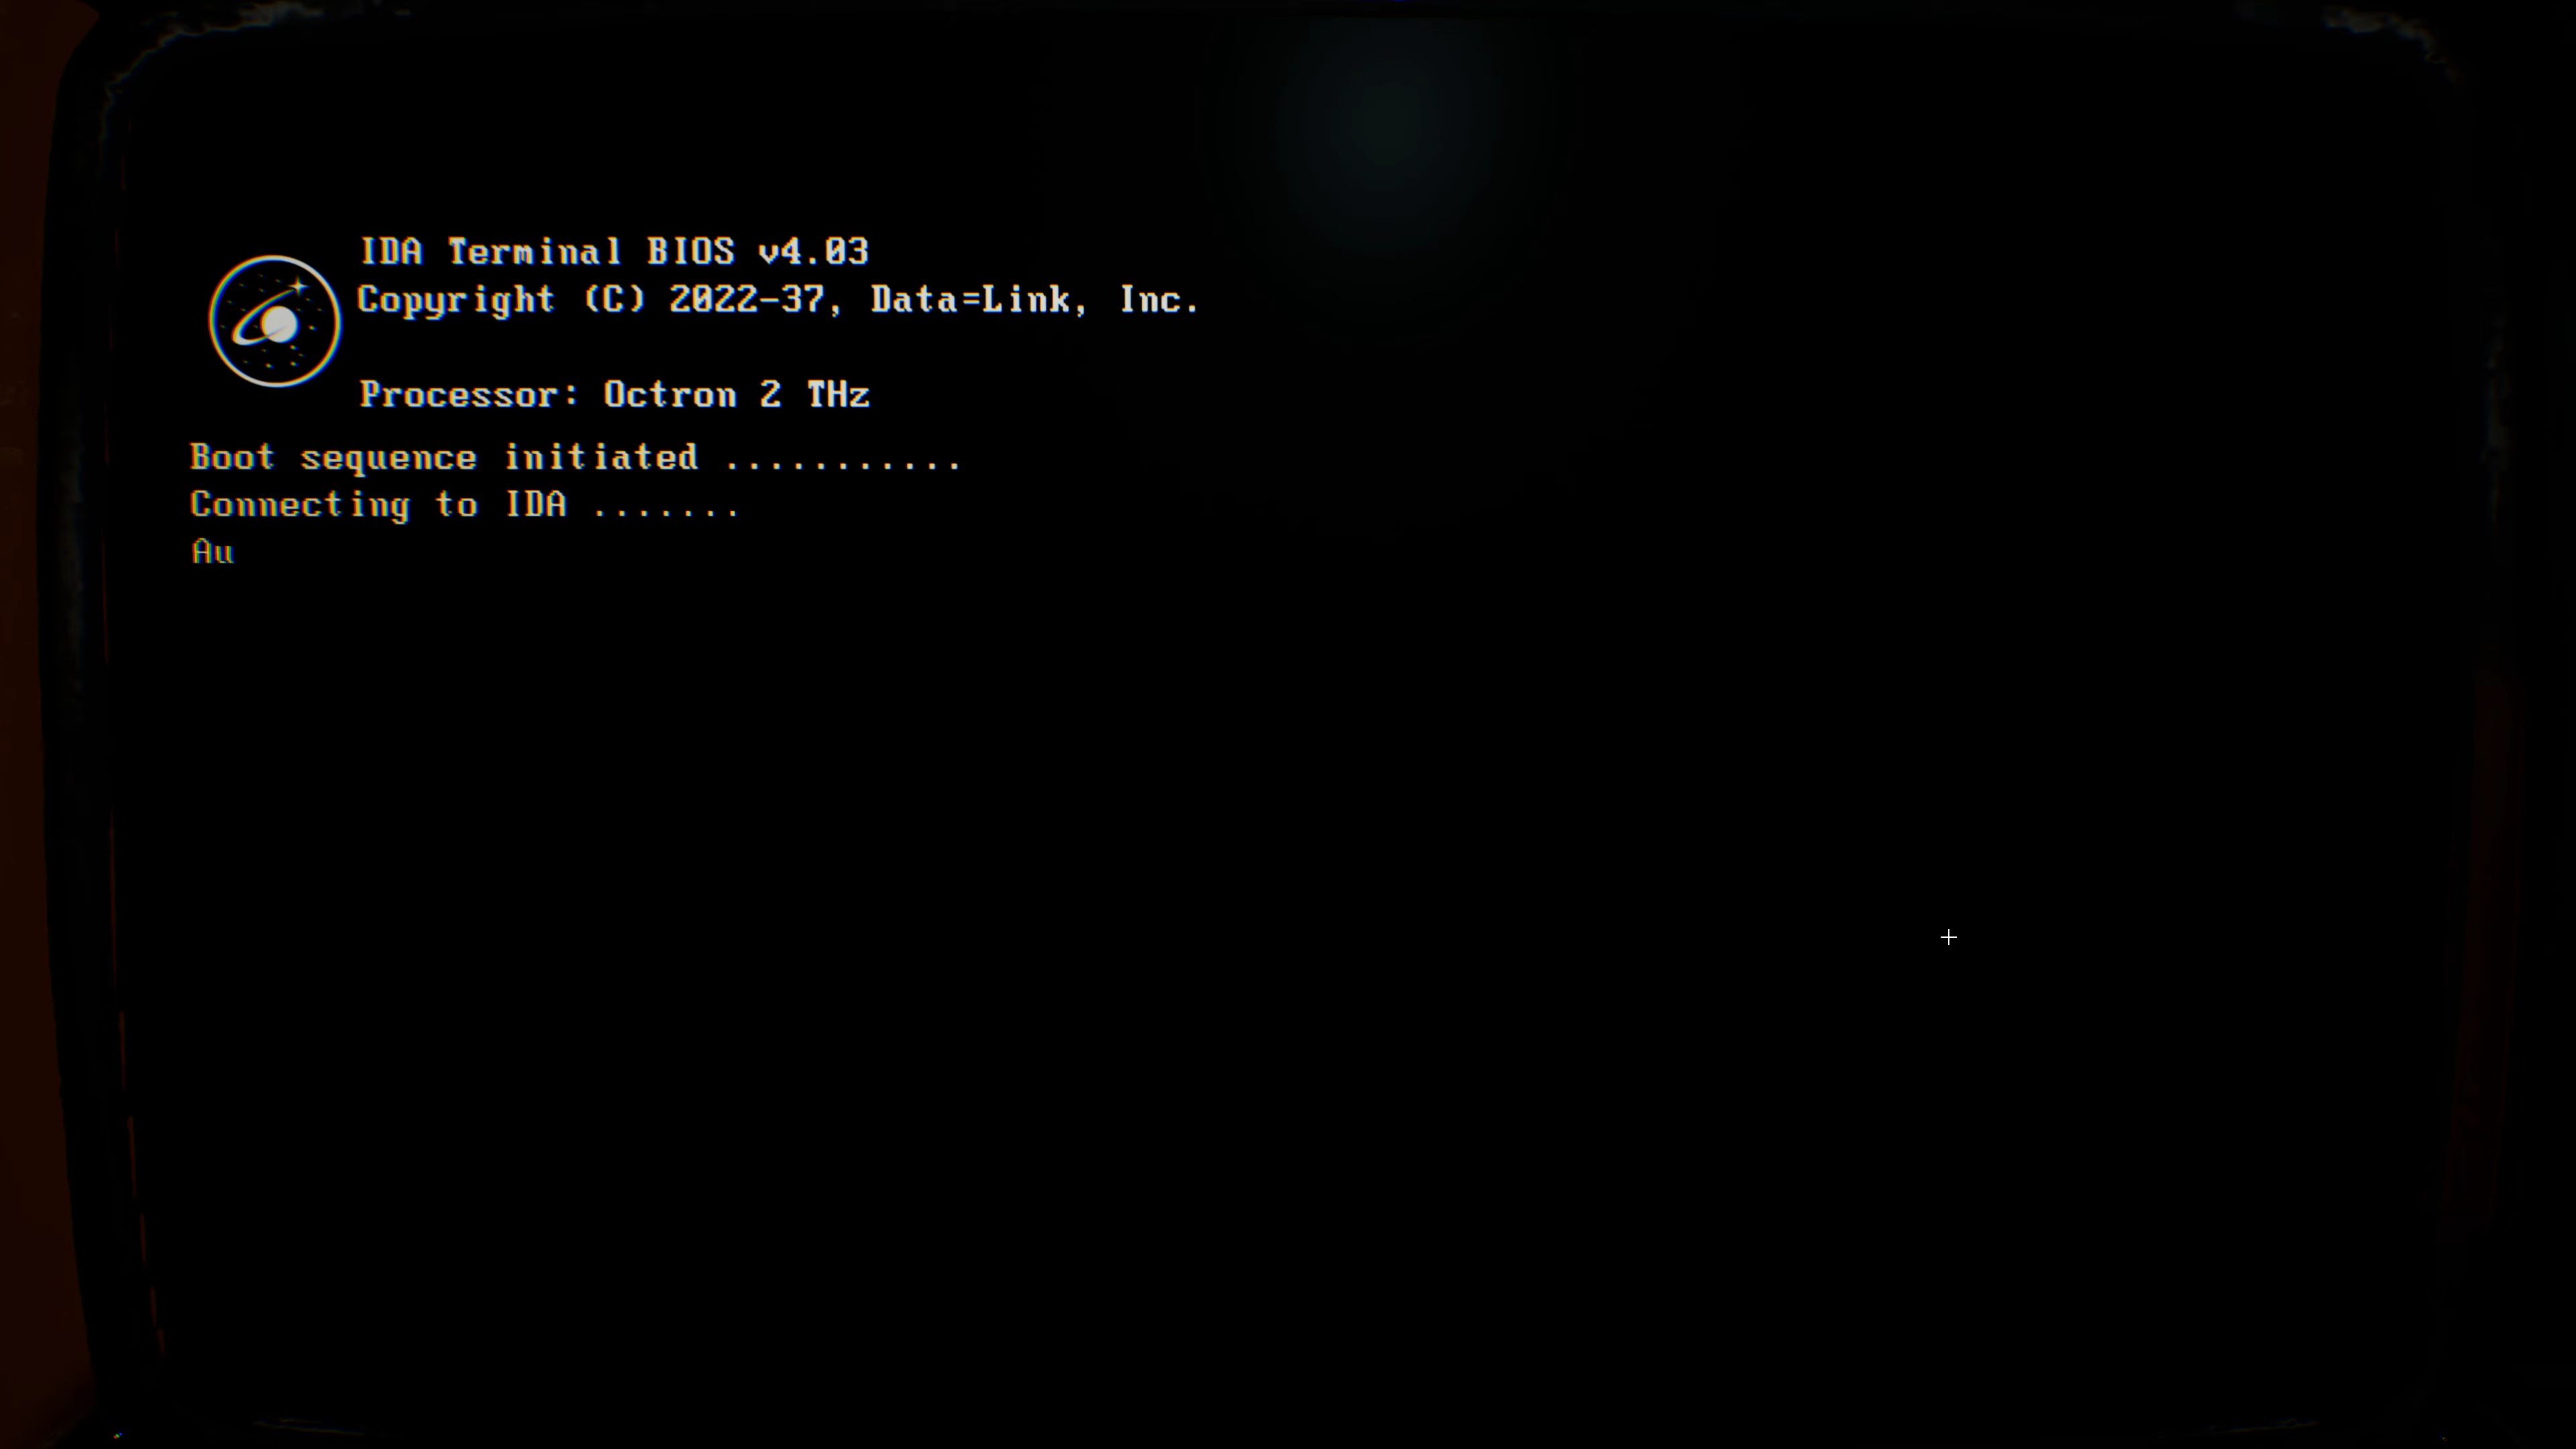 IDA Terminal BIOS v4.03
Copyright (C) 2022-37, Data=Link, Inc.
Processor: Octron 2 THz
Boot sequence initiated ...........
Connecting to IDA .......
Au